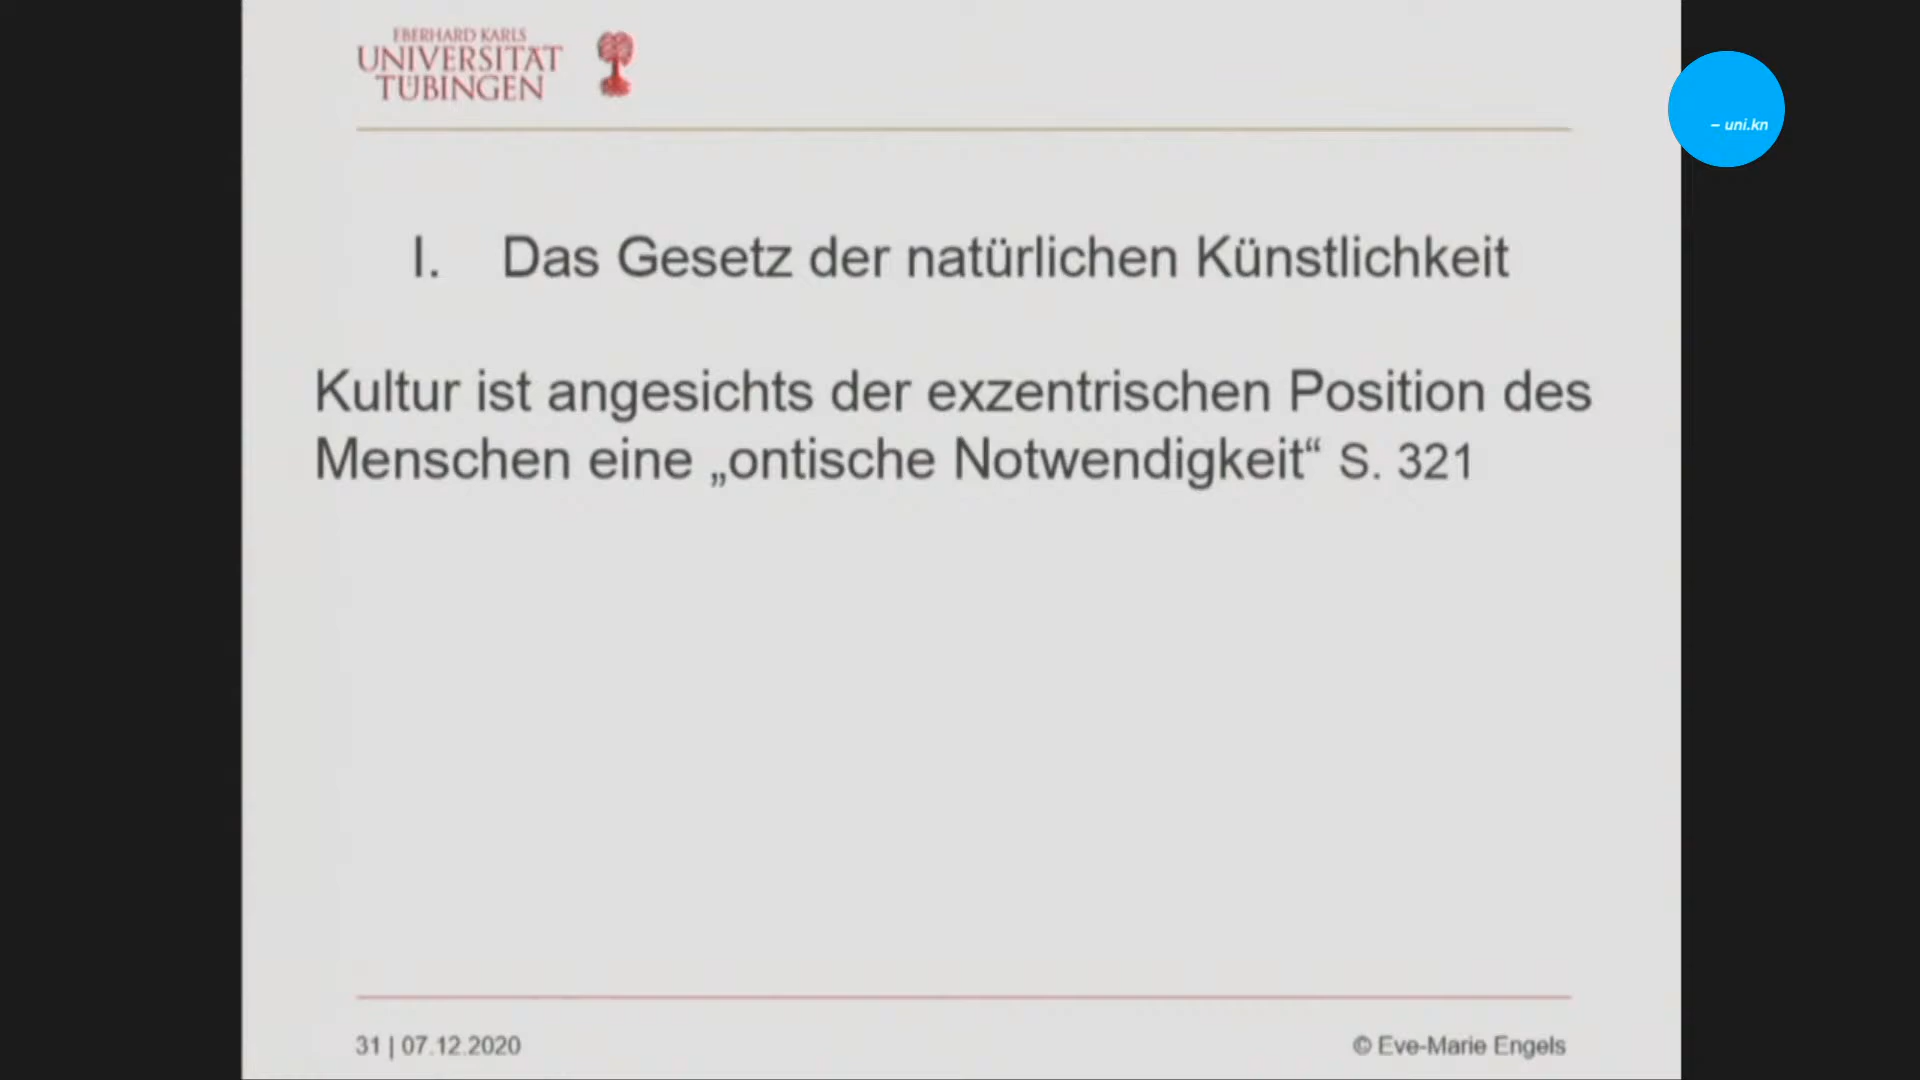 EBERHARD KARLS
UNIVERSITÄT
TÜBINGEN
– uni.kn
I. Das Gesetz der natürlichen Künstlichkeit
Kultur ist angesichts der exzentrischen Position des
Menschen eine „ontische Notwendigkeit“ S. 321
31 | 07.12.2020
© Eve-Marie Engels